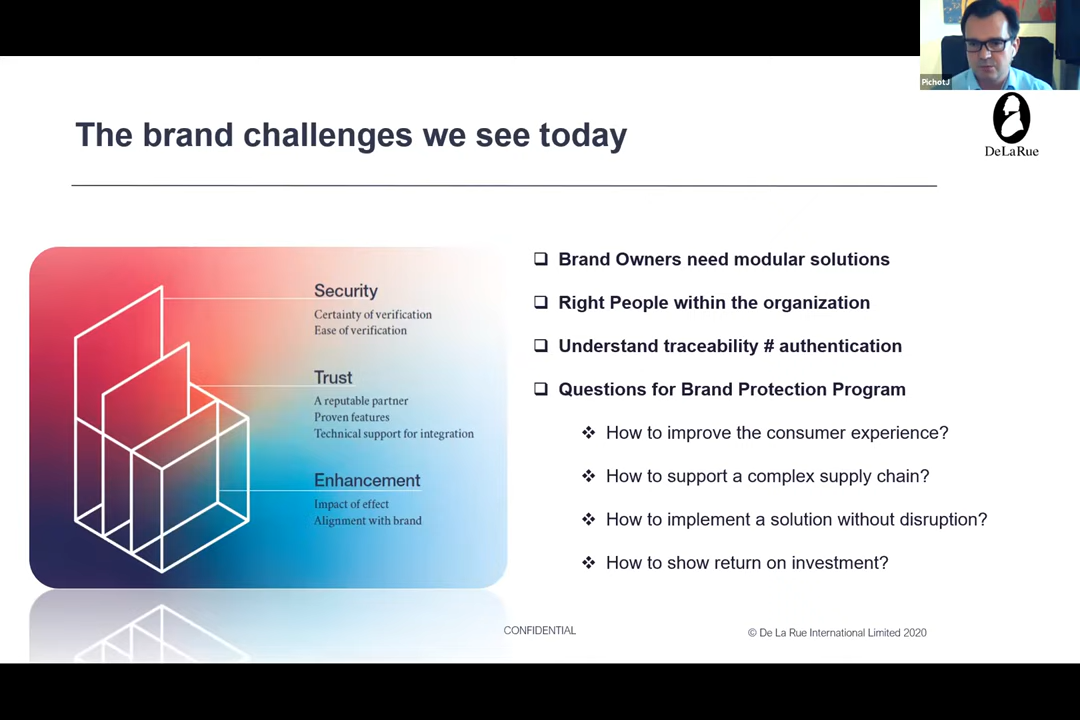 PichotJ
DeLaRue
The brand challenges we see today
Security
Certainty of verification
Ease of verification
Trust
A reputable partner
Proven features
Technical support for integration
Enhancement
Impact of effect
Alignment with brand
Brand Owners need modular solutions
Right People within the organization
Understand traceability # authentication
Questions for Brand Protection Program
How to improve the consumer experience?
How to support a complex supply chain?
How to implement a solution without disruption?
How to show return on investment?
CONFIDENTIAL
© De La Rue International Limited 2020